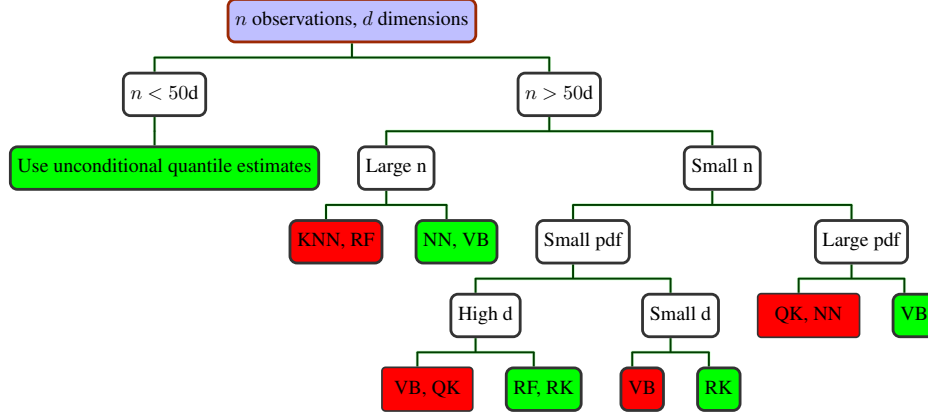 n observations, d dimensions
n < 50d
n > 50d
Use unconditional quantile estimates
Large n
Small n
KNN, RF
NN, VB
Small pdf
Large pdf
High d
Small d
QK, NN
VB
VB, QK
RF, RK
VB
RK